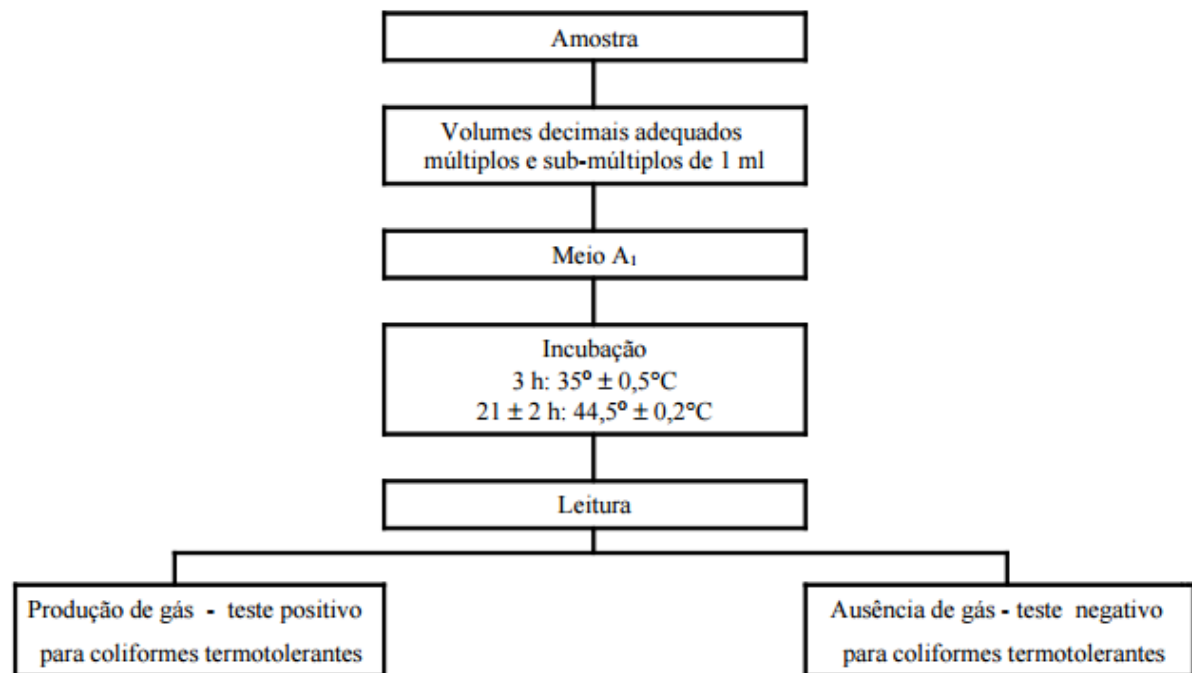 Amostra
Volumes decimais adequados
múltiplos e sub-múltiplos de 1 ml
Meio A₁
Incubação
3 h: 35º ± 0,5°C
21 ± 2 h: 44,5º ± 0,2°C
Leitura
Produção de gás - teste positivo
para coliformes termotolerantes
Ausência de gás - teste negativo
para coliformes termotolerantes